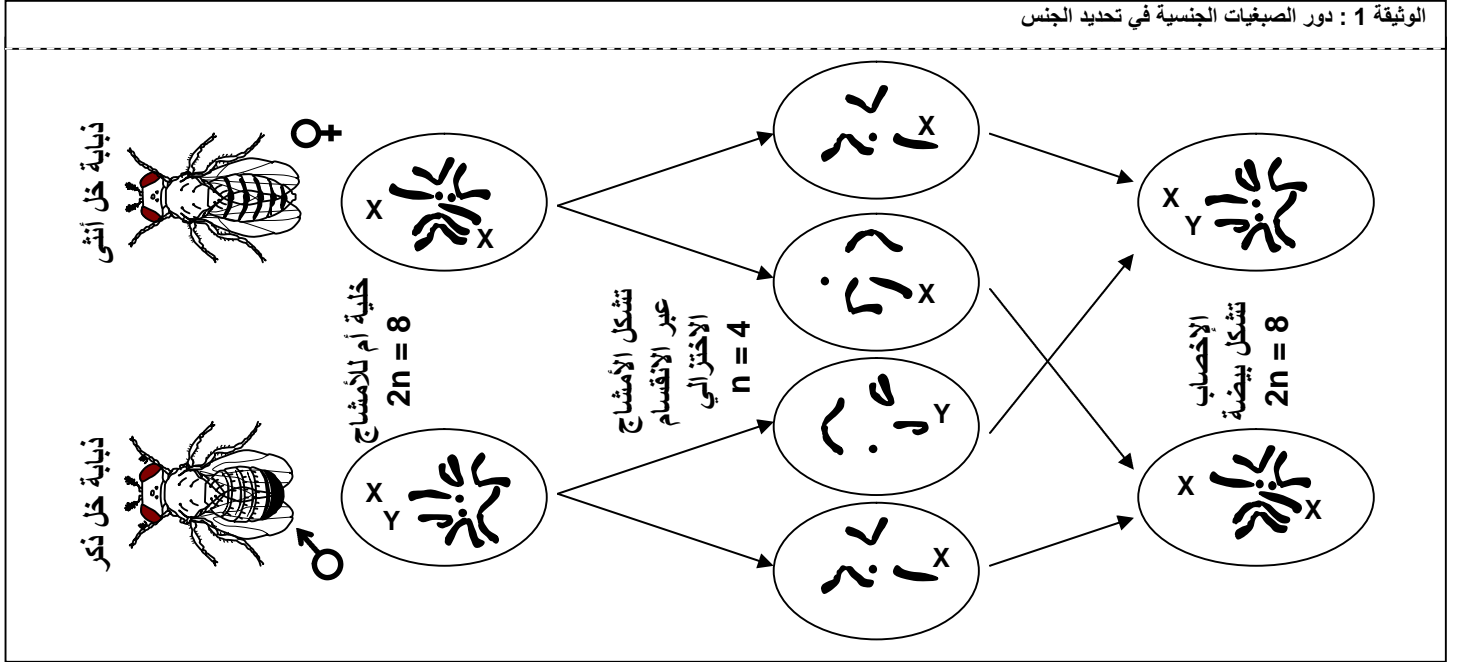 الوثيقة 1 : دور الصبغيات الجنسية في تحديد الجنس
ذبابة خل أنثى
♀
X
X
خلية أم للأمشاج
2n = 8
ذبابة خل ذكر
♂
X
Y
تشكل الأمشاج
عبر الانقسام
الاختزالي
n = 4
X
X
Y
X
X
Y
الإخصاب
تشكل بيضة
2n = 8
X
X